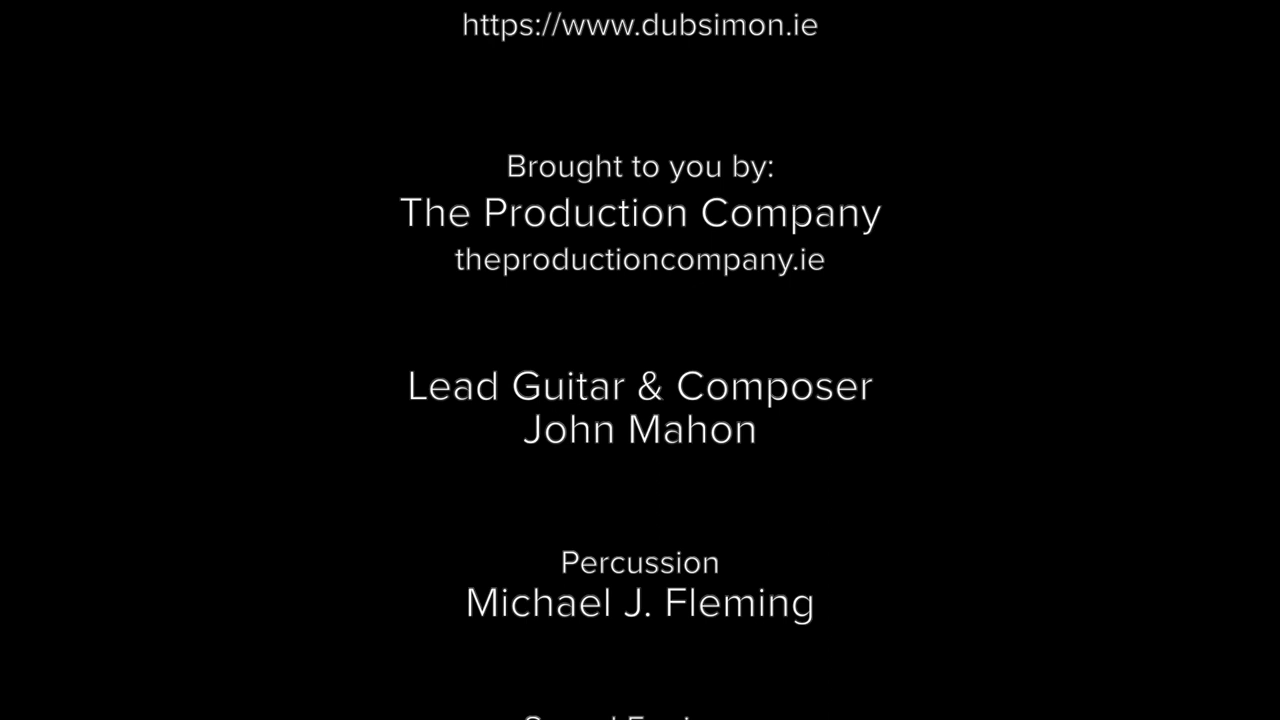 https://www.dubsimon.ie
Brought to you by:
The Production Company
theproductioncompany.ie
Lead Guitar & Composer
John Mahon
Percussion
Michael J. Fleming